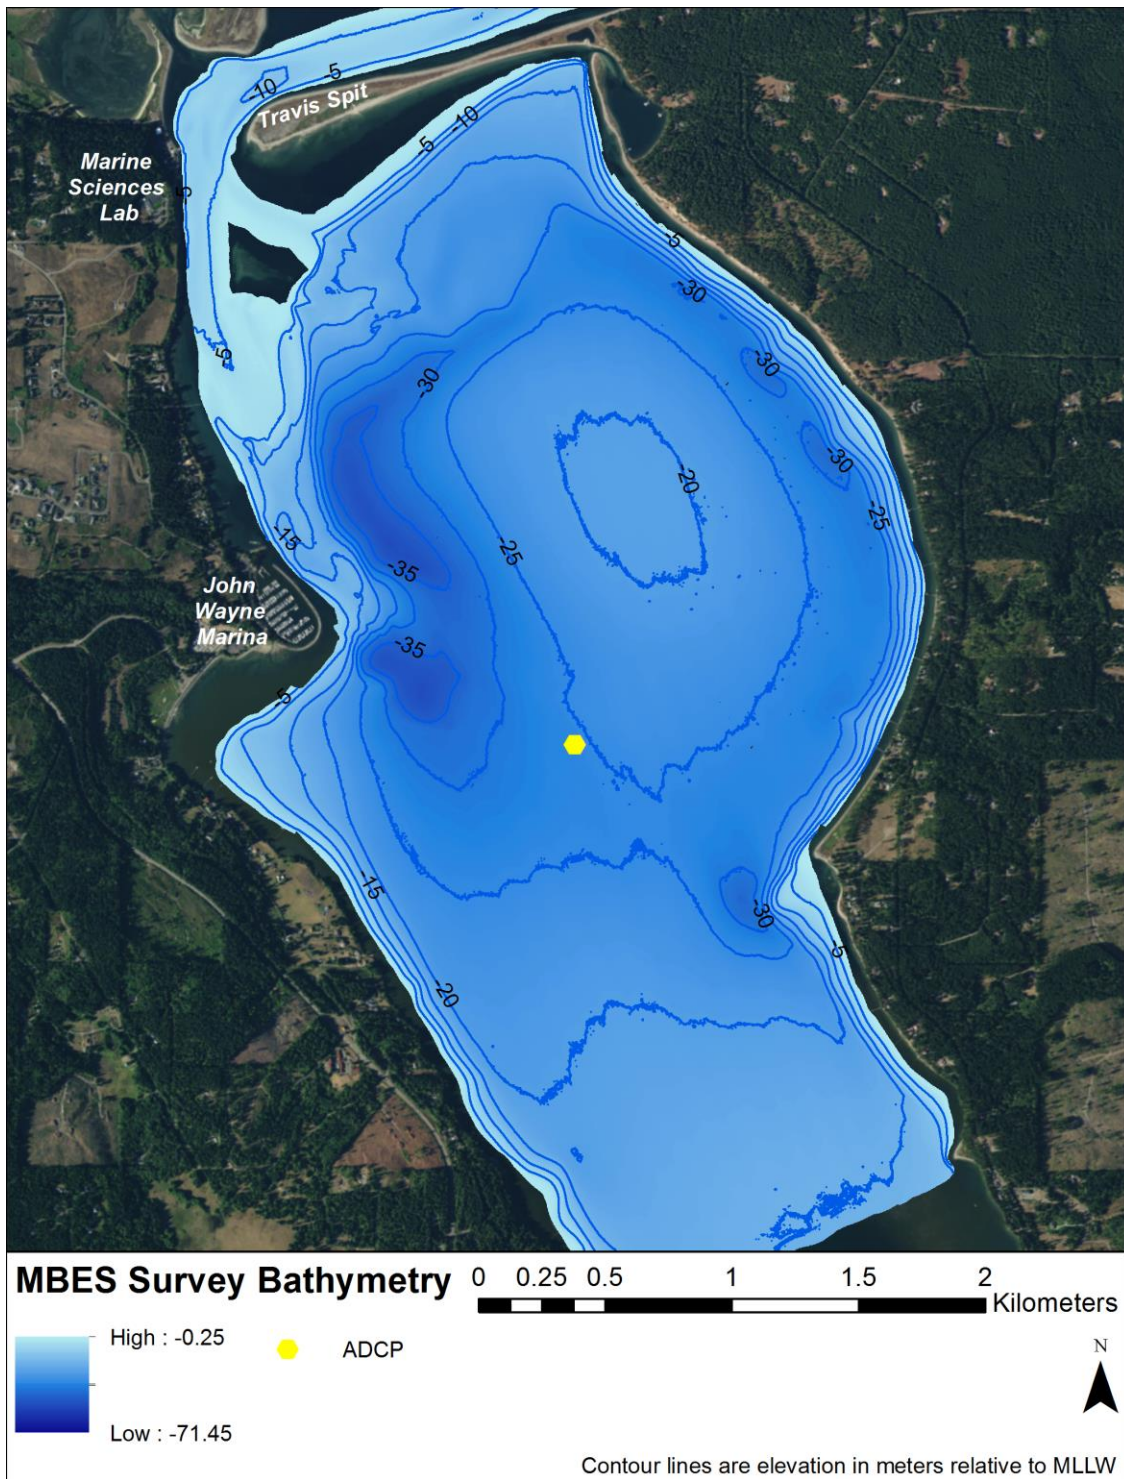 -5
-10
Travis Spit
-10
-5
Marine
Sciences
Lab
-5
-5
-30
-5
-30
-30
-20
-30
-25
-15
-25
-35
John
Wayne
Marina
-35
-5
-15
-30
-5
-20
MBES Survey Bathymetry
0 0.25 0.5 1 1.5 2
Kilometers
High : -0.25
ADCP
N
Low : -71.45
Contour lines are elevation in meters relative to MLLW